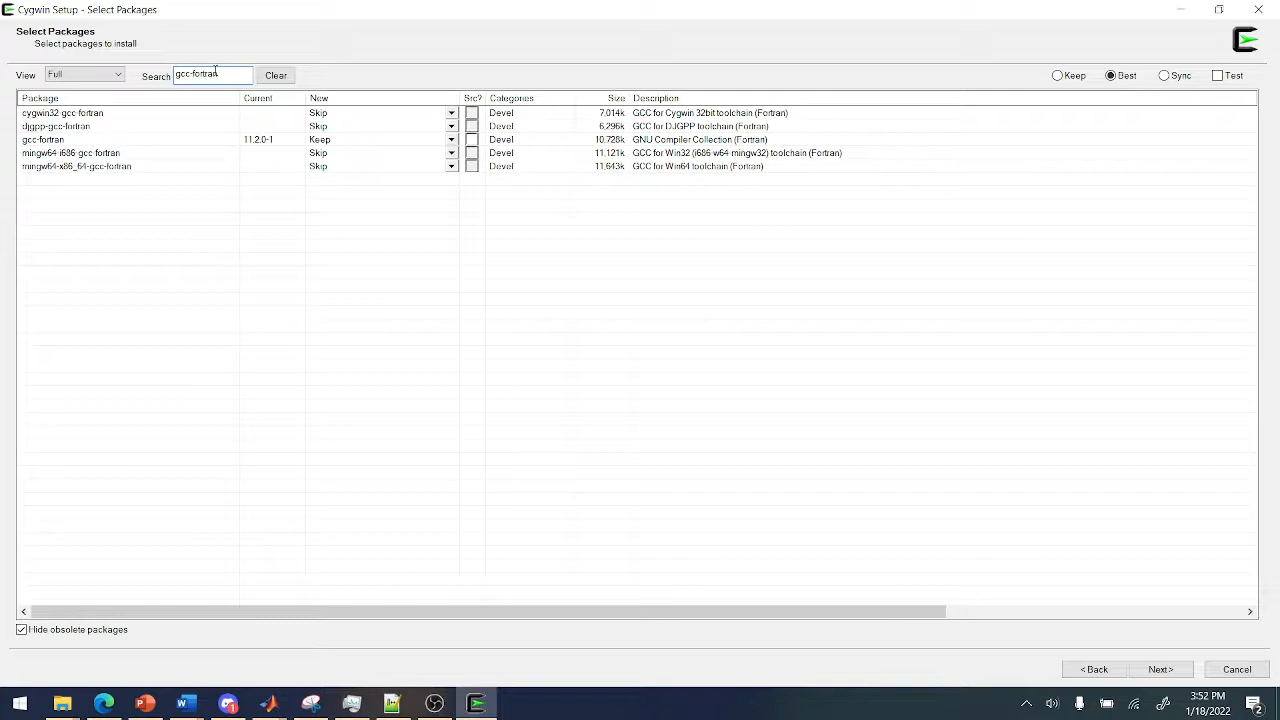 Cygwin Setup - Select Packages
Select Packages
Select packages to install
View Full Search gcc-fortran Clear Keep Best Sync Test
Package Current New Src? Categories Size Description
cygwin32-gcc-fortran Skip Devel 7,014k GCC for Cygwin 32bit toolchain (Fortran)
djgpp-gcc-fortran Skip Devel 6,296k GCC for DJGPP toolchain (Fortran)
gcc-fortran 11.2.0-1 Keep Devel 10,728k GNU Compiler Collection (Fortran)
mingw64-i686-gcc-fortran Skip Devel 11,121k GCC for Win32 (i686-w64-mingw32) toolchain (Fortran)
mingw64-x86_64-gcc-fortran Skip Devel 11,643k GCC for Win64 toolchain (Fortran)
Hide obsolete packages
< Back Next > Cancel
3:52 PM
1/18/2022
2